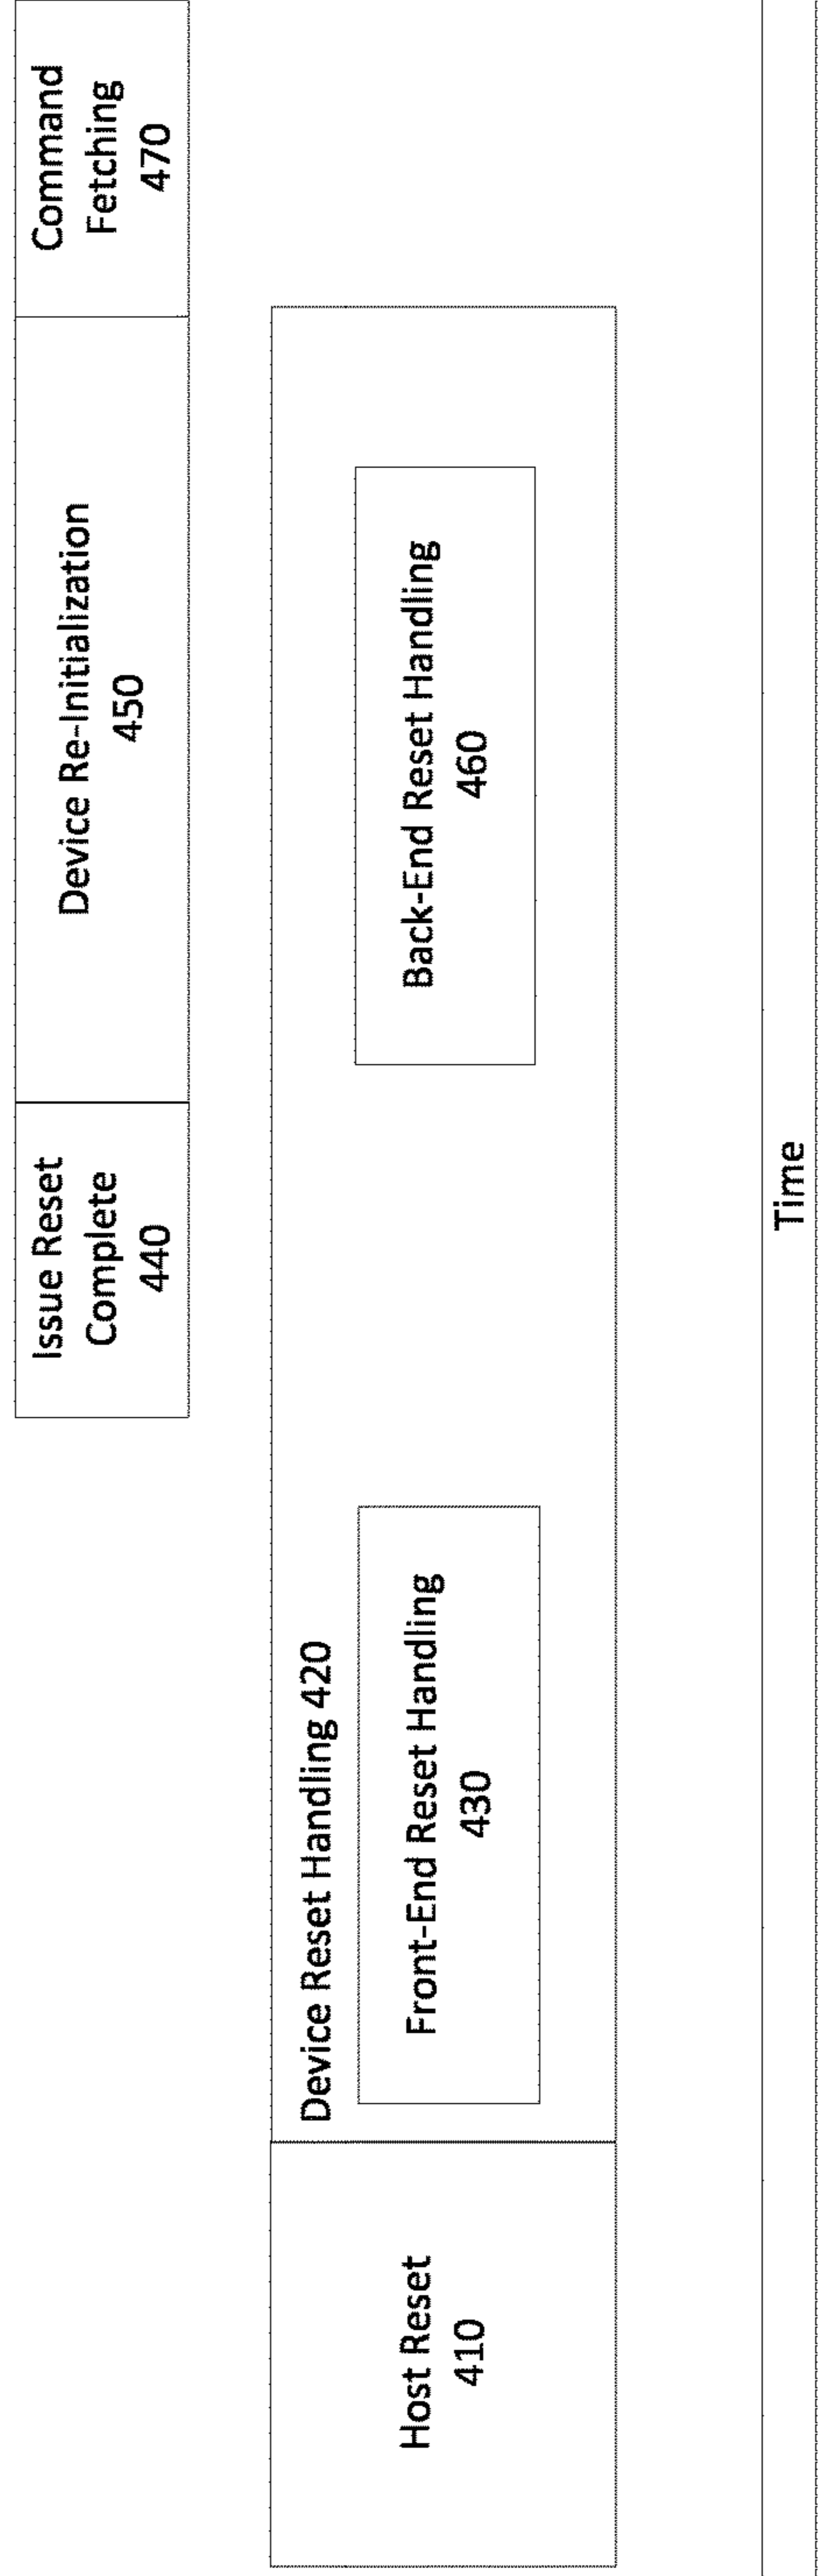 Issue Reset
Complete
440
Device Re-Initialization
450
Command
Fetching
470
Host Reset
410
Device Reset Handling 420
Front-End Reset Handling
430
Back-End Reset Handling
460
Time